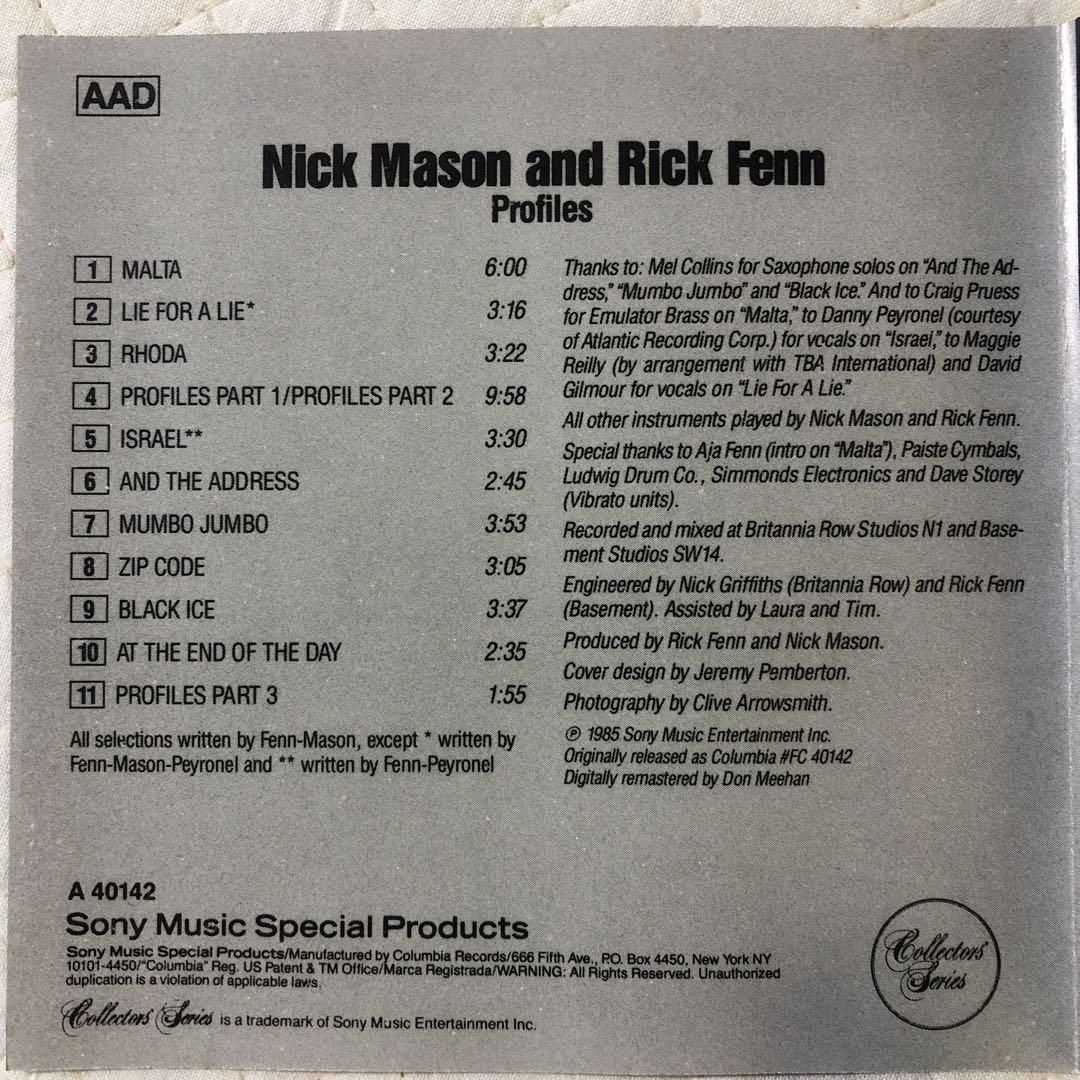 AAD
Nick Mason and Rick Fenn
Profiles
1 MALTA 6:00
2 LIE FOR A LIE* 3:16
3 RHODA 3:22
4 PROFILES PART 1/PROFILES PART 2 9:58
5 ISRAEL** 3:30
6 AND THE ADDRESS 2:45
7 MUMBO JUMBO 3:53
8 ZIP CODE 3:05
9 BLACK ICE 3:37
10 AT THE END OF THE DAY 2:35
11 PROFILES PART 3 1:55
All selections written by Fenn-Mason, except * written by
Fenn-Mason-Peyronel and ** written by Fenn-Peyronel
Thanks to: Mel Collins for Saxophone solos on “And The Ad-
dress,” “Mumbo Jumbo” and “Black Ice.” And to Craig Pruess
for Emulator Brass on “Malta,” to Danny Peyronel (courtesy
of Atlantic Recording Corp.) for vocals on “Israel,” to Maggie
Reilly (by arrangement with TBA International) and David
Gilmour for vocals on “Lie For A Lie.”
All other instruments played by Nick Mason and Rick Fenn.
Special thanks to Aja Fenn (intro on “Malta”), Paiste Cymbals,
Ludwig Drum Co., Simmonds Electronics and Dave Storey
(Vibrato units).
Recorded and mixed at Britannia Row Studios N1 and Base-
ment Studios SW14.
Engineered by Nick Griffiths (Britannia Row) and Rick Fenn
(Basement). Assisted by Laura and Tim.
Produced by Rick Fenn and Nick Mason.
Cover design by Jeremy Pemberton.
Photography by Clive Arrowsmith.
℗ 1985 Sony Music Entertainment Inc.
Originally released as Columbia #FC 40142
Digitally remastered by Don Meehan
A 40142
Sony Music Special Products
Sony Music Special Products/Manufactured by Columbia Records/666 Fifth Ave., P.O. Box 4450, New York NY
10101-4450/“Columbia” Reg. US Patent & TM Office/Marca Registrada/WARNING: All Rights Reserved. Unauthorized
duplication is a violation of applicable laws.
Collectors' Series is a trademark of Sony Music Entertainment Inc.
Collectors'
Series